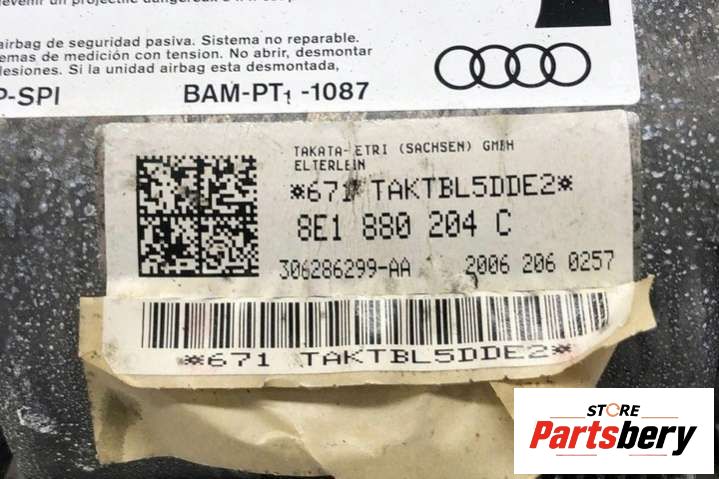 airbag de seguridad pasiva. Sistema no reparable.
emas de medición con tension. No abrir, desmontar
lesiones. Si la unidad airbag esta desmontada,
P-SPI BAM-PT1 -1087
TAKATA- ETRI (SACHSEN) GMBH
ELTERLEIN
*671 TAKTBL5DDE2*
8E1 880 204 C
306286299-AA 2006 206 0257
*671 TAKTBL5DDE2*
STORE
Partsbery